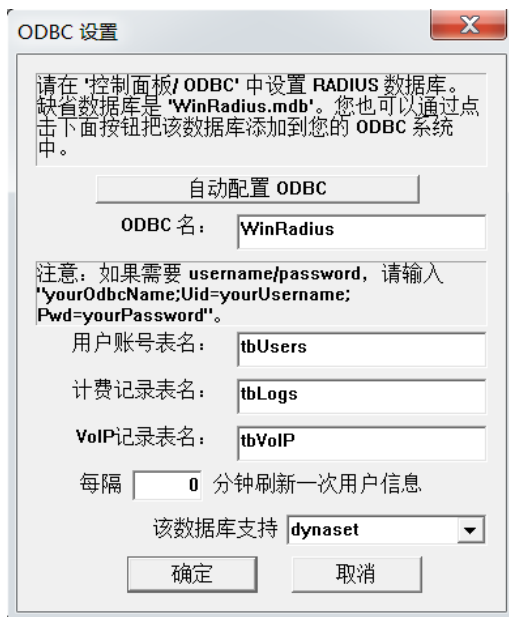 ODBC 设置
请在 '控制面板/ ODBC' 中设置 RADIUS 数据库。
缺省数据库是 'WinRadius.mdb'。您也可以通过点
击下面按钮把该数据库添加到您的 ODBC 系统
中。
自动配置 ODBC
ODBC 名： WinRadius
注意：如果需要 username/password，请输入
"yourOdbcName;Uid=yourUsername;
Pwd=yourPassword"。
用户账号表名： tbUsers
计费记录表名： tbLogs
VoIP记录表名： tbVoIP
每隔 0 分钟刷新一次用户信息
该数据库支持 dynaset
确定 取消